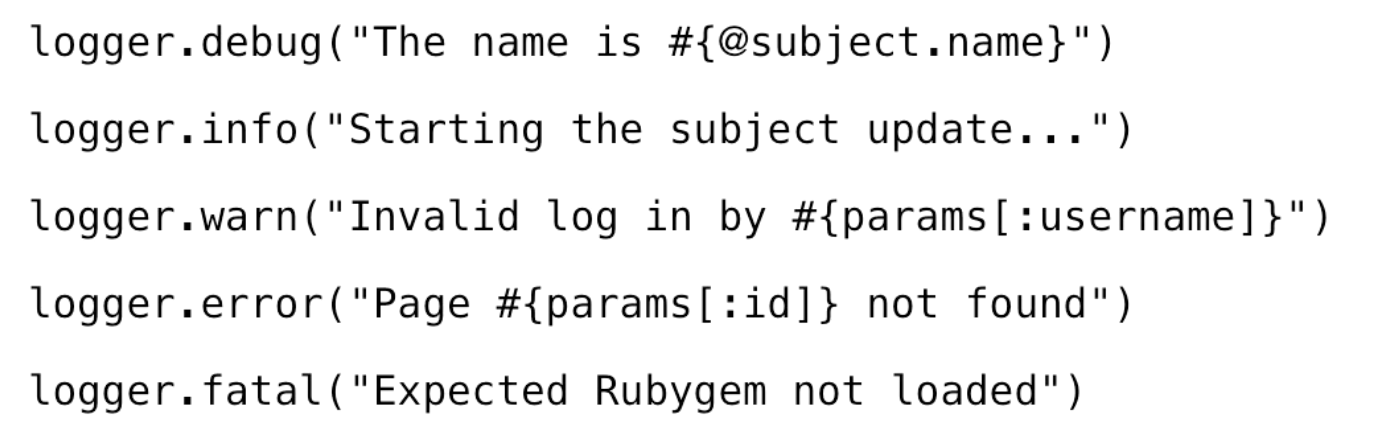 logger.debug("The name is #{@subject.name}")
logger.info("Starting the subject update...")
logger.warn("Invalid log in by #{params[:username]}")
logger.error("Page #{params[:id]} not found")
logger.fatal("Expected Rubygem not loaded")